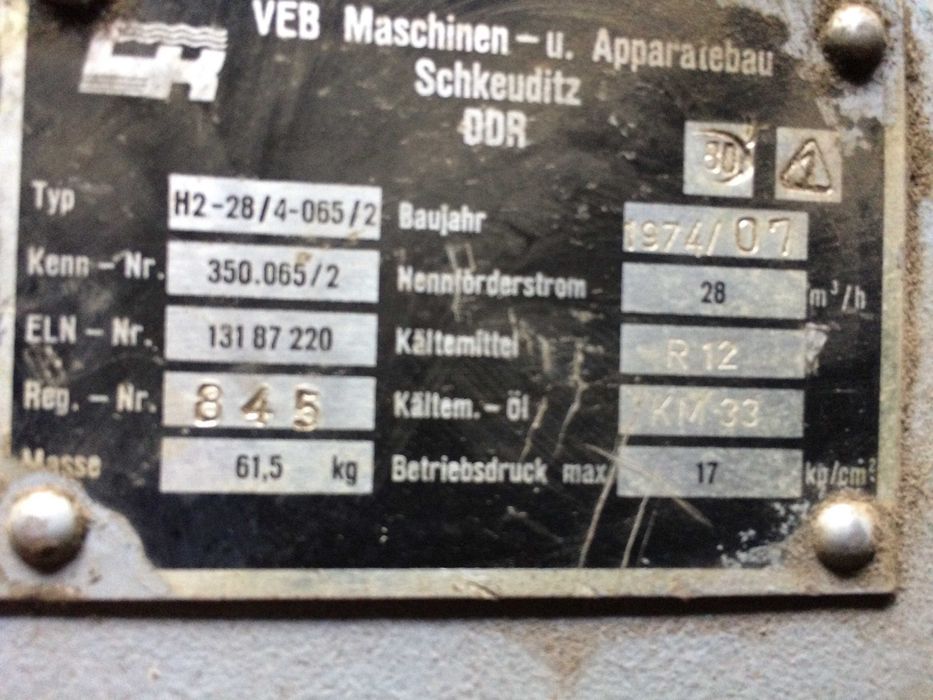 VEB Maschinen - u. Apparatebau
Schkeuditz
DDR
Typ H2-28/4-065/2 Baujahr 1974/07
Kenn - Nr. 350.065/2 Nennförderstrom 28 m³/h
ELN - Nr. 131 87 220 Kältemittel R 12
Reg. - Nr. 845 Kältem. - öl KM 33
Masse 61,5 kg Betriebsdruck max 17 kp/cm²